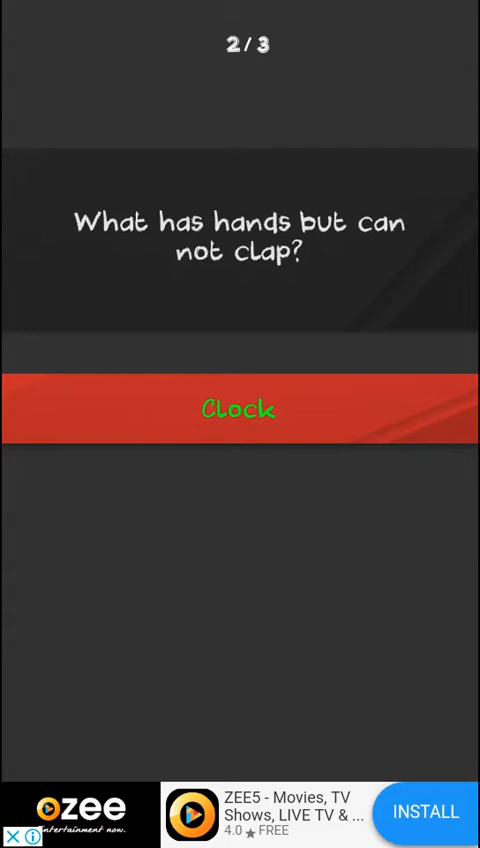 2/3
What has hands but can
not clap?
Clock
ozee
entertainment now.
ZEE5 - Movies, TV
Shows, LIVE TV & ...
4.0 ★ FREE
INSTALL